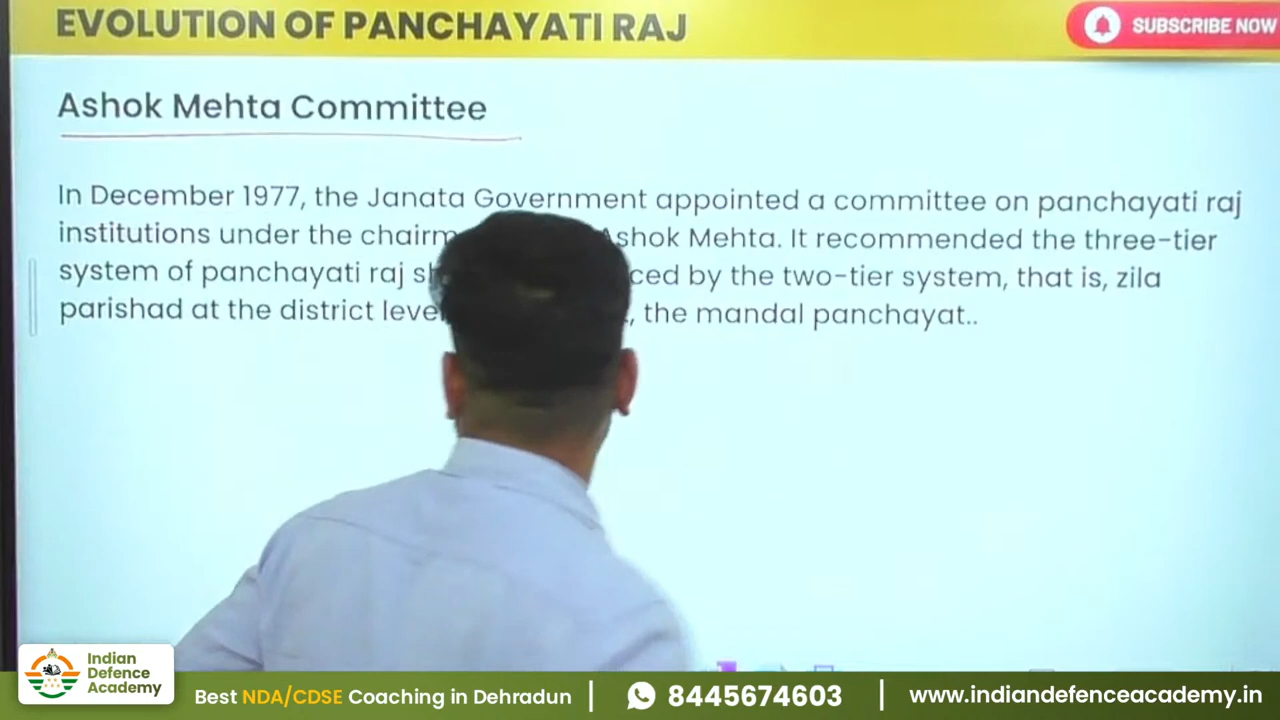 EVOLUTION OF PANCHAYATI RAJ
SUBSCRIBE NOW
Ashok Mehta Committee
In December 1977, the Janata Government appointed a committee on panchayati raj
institutions under the Ashok Mehta. It recommended the three-tier
system of panchayati raj by the two-tier system, that is, zila
parishad at the district , the mandal panchayat..
Indian
Defence
Academy
Best NDA/CDSE Coaching in Dehradun | 8445674603 | www.indiandefenceacademy.in